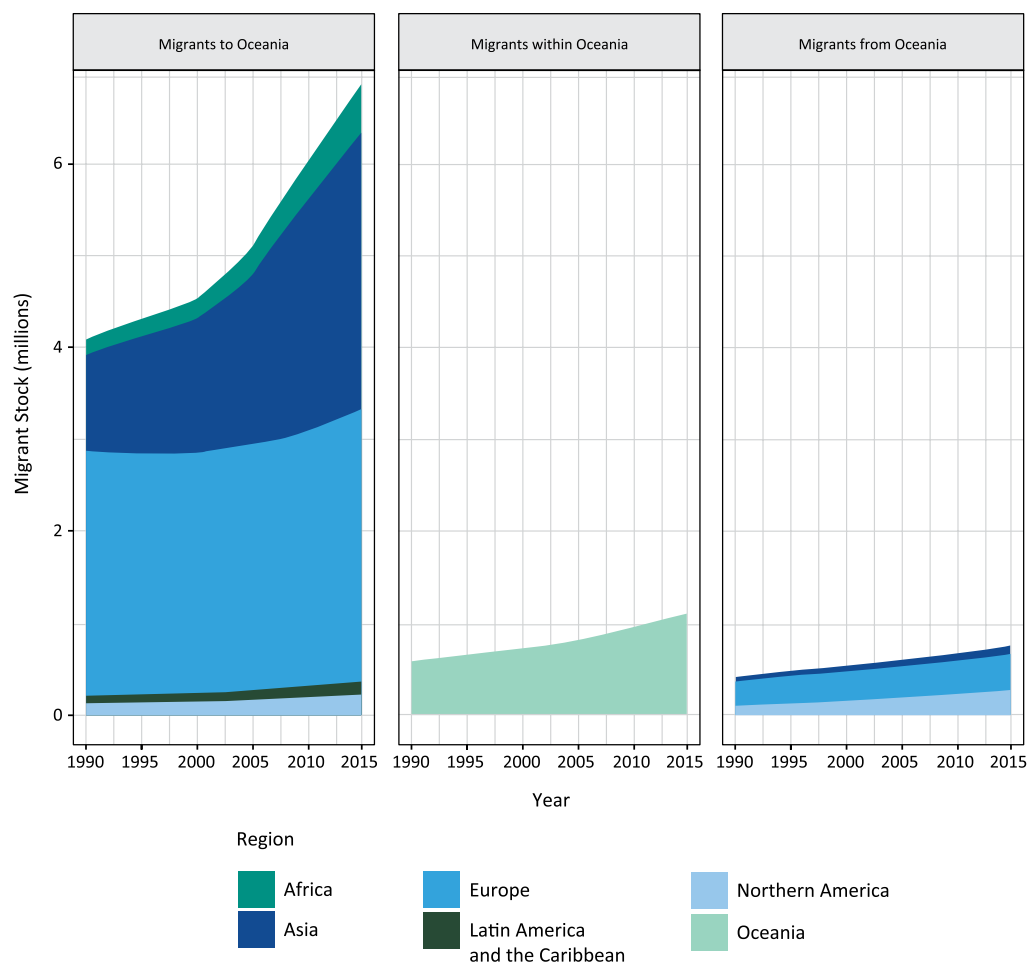 Migrants to Oceania
Migrants within Oceania
Migrants from Oceania
Migrant Stock (millions)
6
4
2
0
1990 1995 2000 2005 2010 2015
1990 1995 2000 2005 2010 2015
1990 1995 2000 2005 2010 2015
Year
Region
Africa
Europe
Northern America
Asia
Latin America
and the Caribbean
Oceania